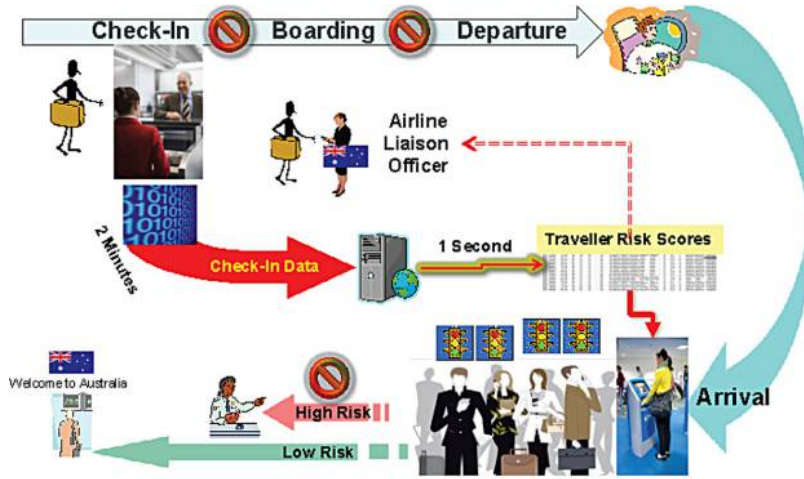 Check-In
Boarding
Departure
Airline
Liaison
Officer
2 Minutes
Check-In Data
1 Second
Traveller Risk Scores
Welcome to Australia
High Risk
Arrival
Low Risk